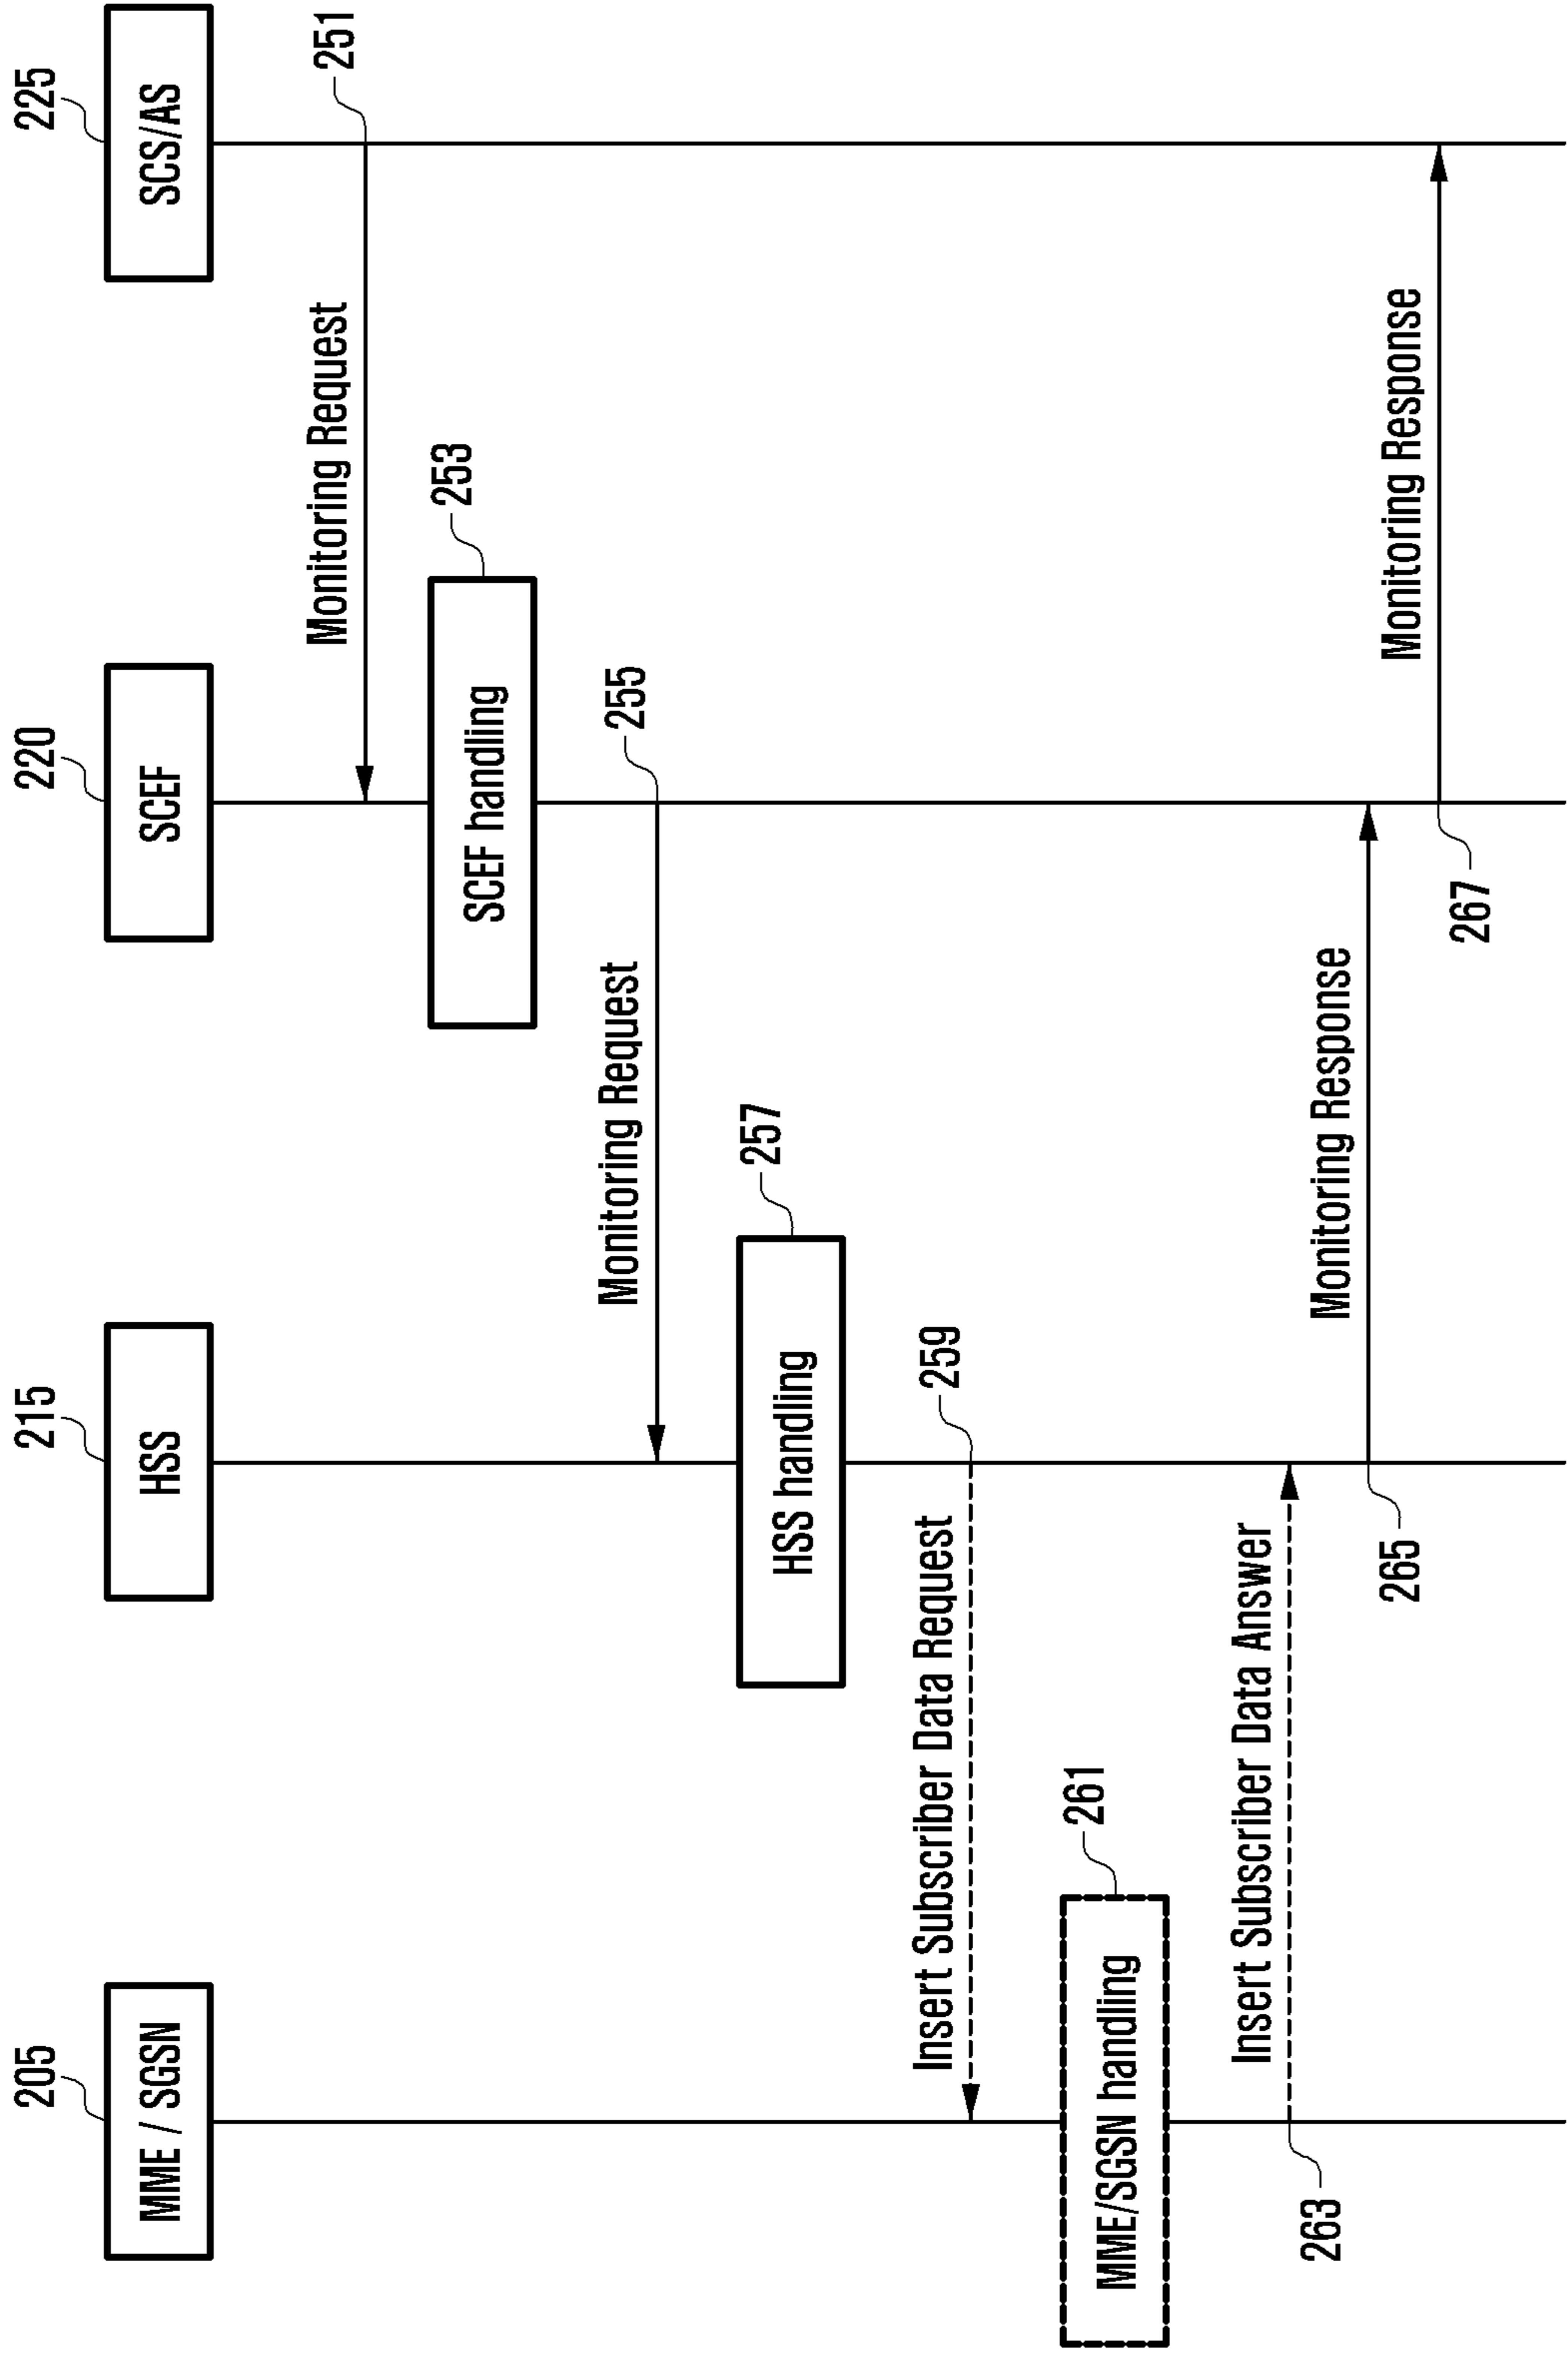 205
MME / SGSN
215
HSS
220
SCEF
225
SCS/AS
251
Monitoring Request
253
SCEF handling
255
Monitoring Request
257
HSS handling
259
Insert Subscriber Data Request
261
MME/SGSN handling
Insert Subscriber Data Answer
263
Monitoring Response
265
Monitoring Response
267